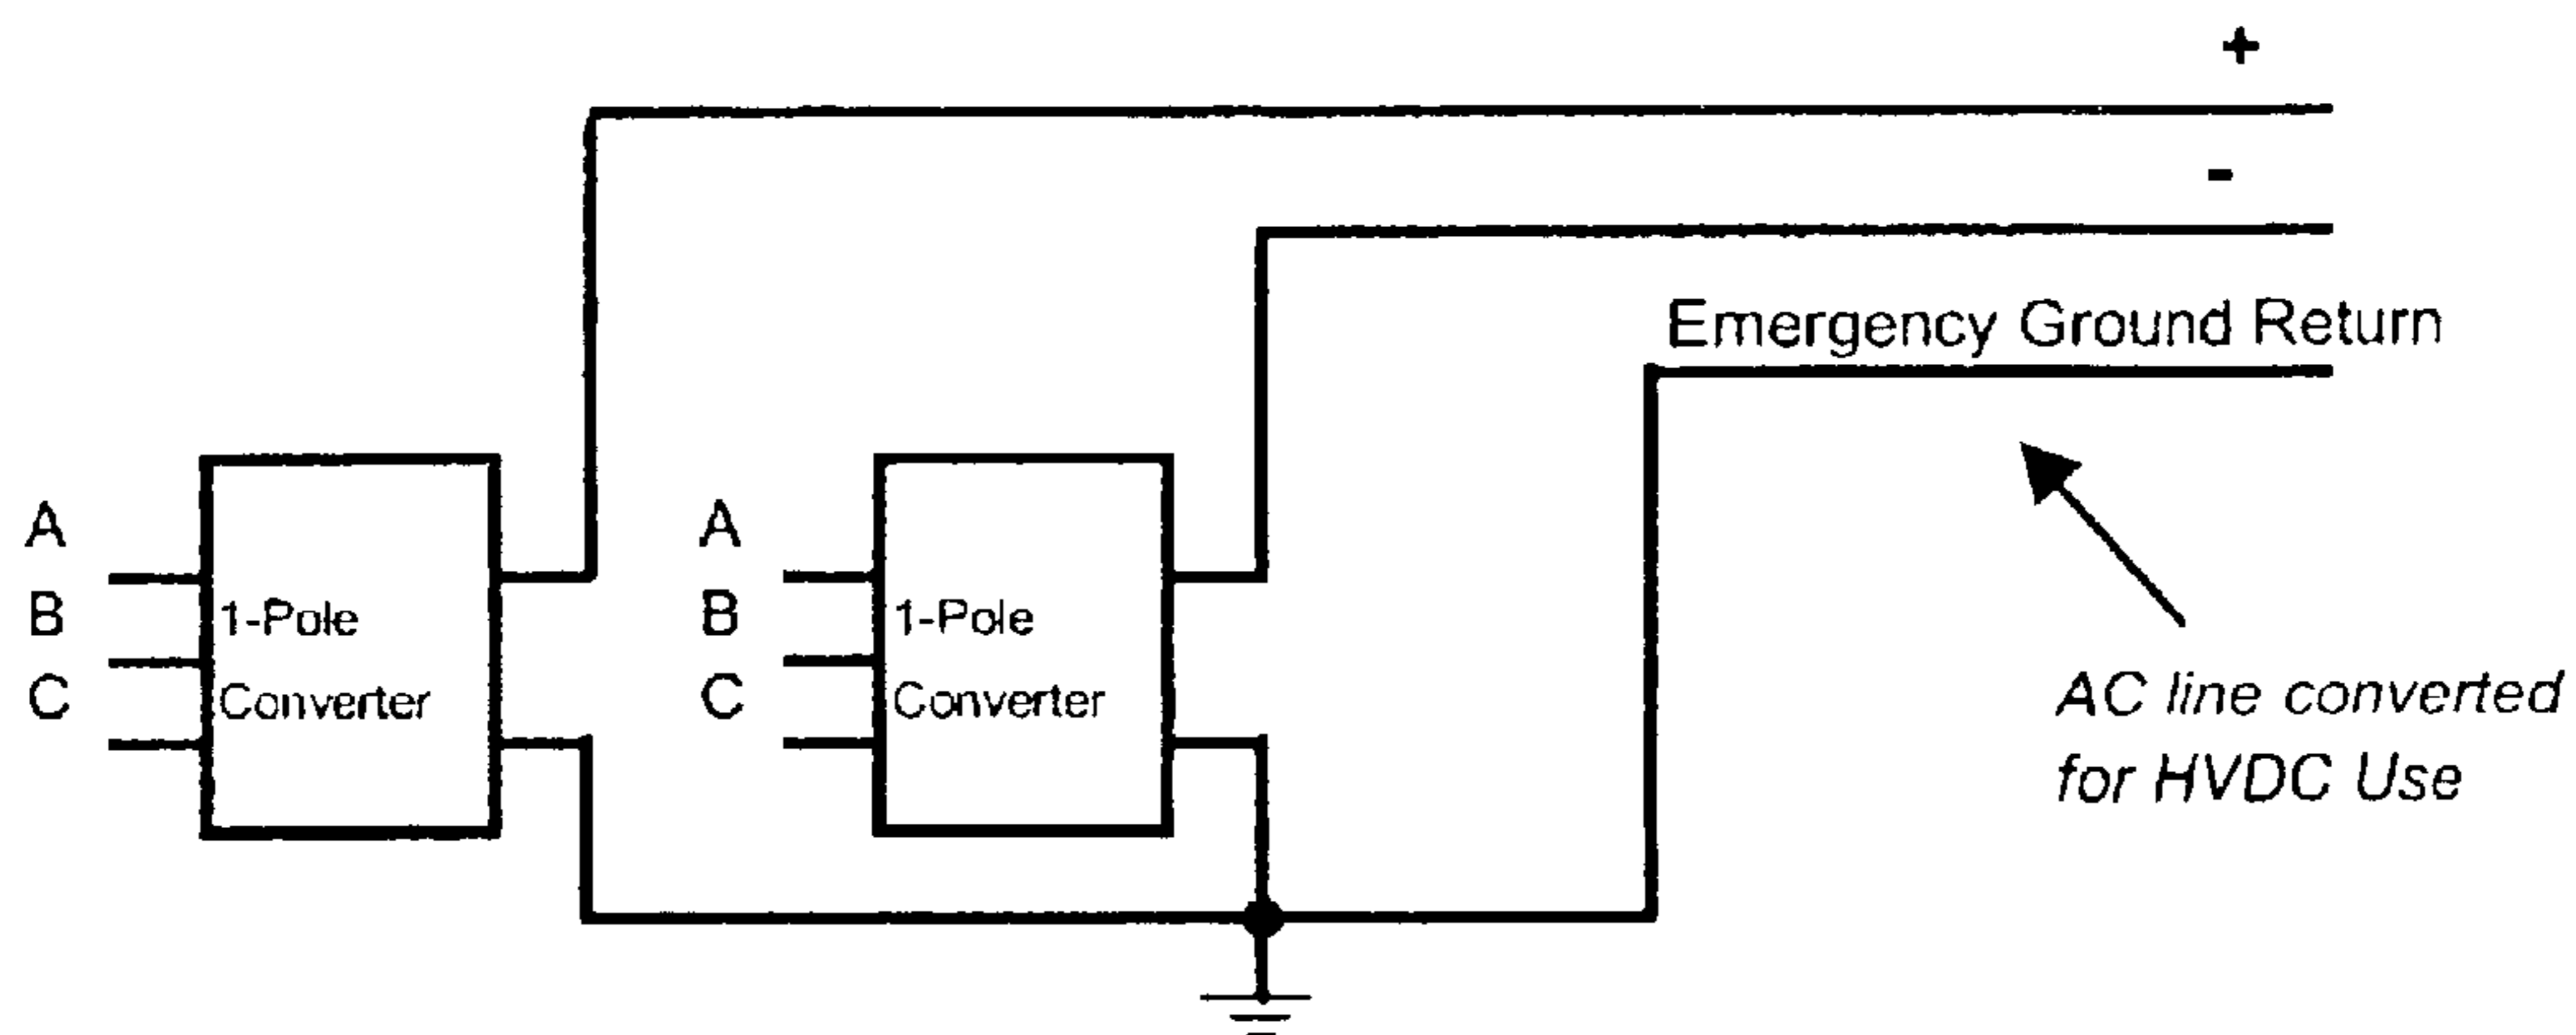 +
-
Emergency Ground Return
A
B
C
1-Pole
Converter
A
B
C
1-Pole
Converter
AC line converted
for HVDC Use